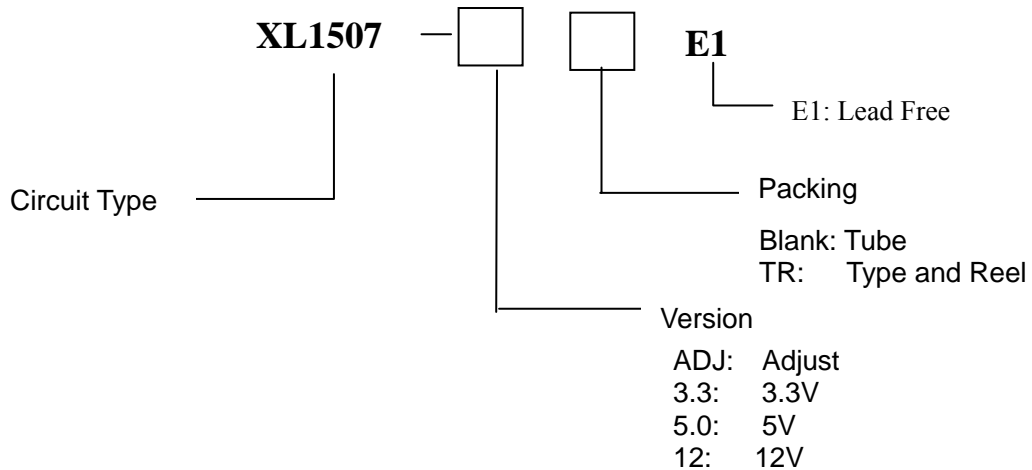 XL1507 — E1
E1: Lead Free
Circuit Type
Packing
Blank: Tube
TR: Type and Reel
Version
ADJ: Adjust
3.3: 3.3V
5.0: 5V
12: 12V